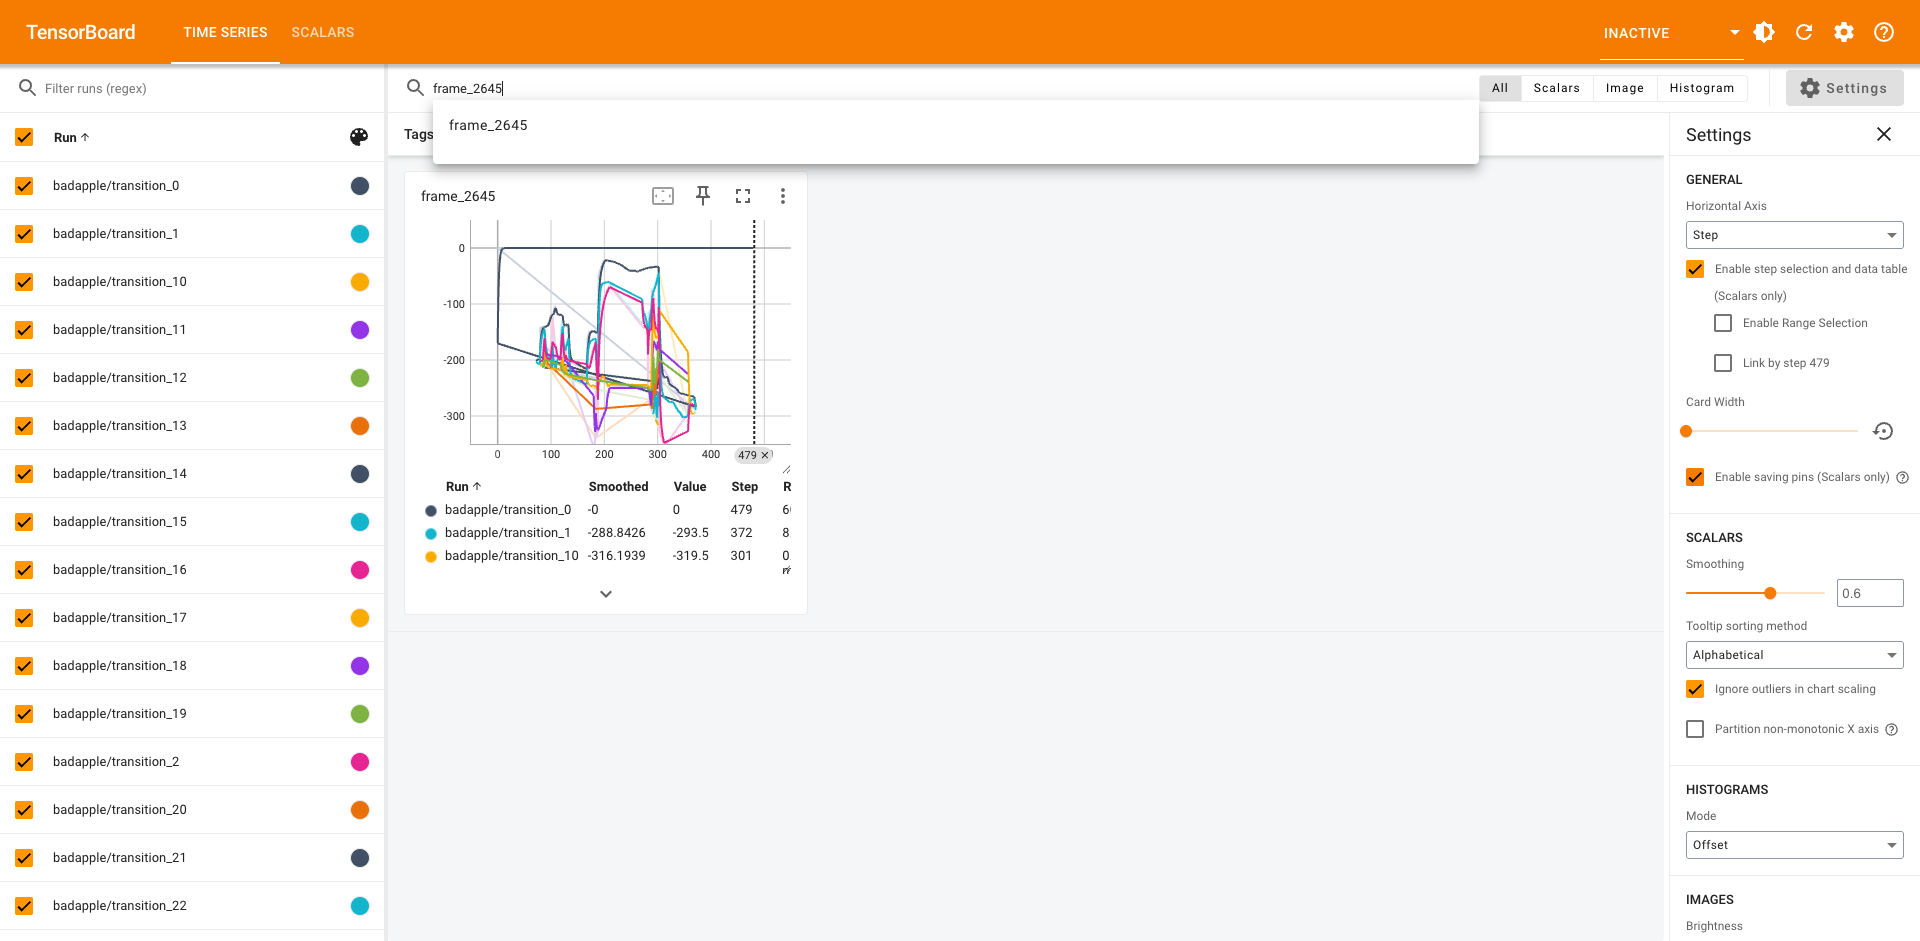 TensorBoard TIME SERIES SCALARS INACTIVE
Filter runs (regex)
frame_2645
All Scalars Image Histogram
Settings
frame_2645
Tags
Run
badapple/transition_0
badapple/transition_1
badapple/transition_10
badapple/transition_11
badapple/transition_12
badapple/transition_13
badapple/transition_14
badapple/transition_15
badapple/transition_16
badapple/transition_17
badapple/transition_18
badapple/transition_19
badapple/transition_2
badapple/transition_20
badapple/transition_21
badapple/transition_22
frame_2645
0
-100
-200
-300
0 100 200 300 400 479
Run Smoothed Value Step R
badapple/transition_0 -0 0 479 6
badapple/transition_1 -288.8426 -293.5 372 8.
badapple/transition_10 -316.1939 -319.5 301 0.
Settings
GENERAL
Horizontal Axis
Step
Enable step selection and data table
(Scalars only)
Enable Range Selection
Link by step 479
Card Width
Enable saving pins (Scalars only)
SCALARS
Smoothing
0.6
Tooltip sorting method
Alphabetical
Ignore outliers in chart scaling
Partition non-monotonic X axis
HISTOGRAMS
Mode
Offset
IMAGES
Brightness